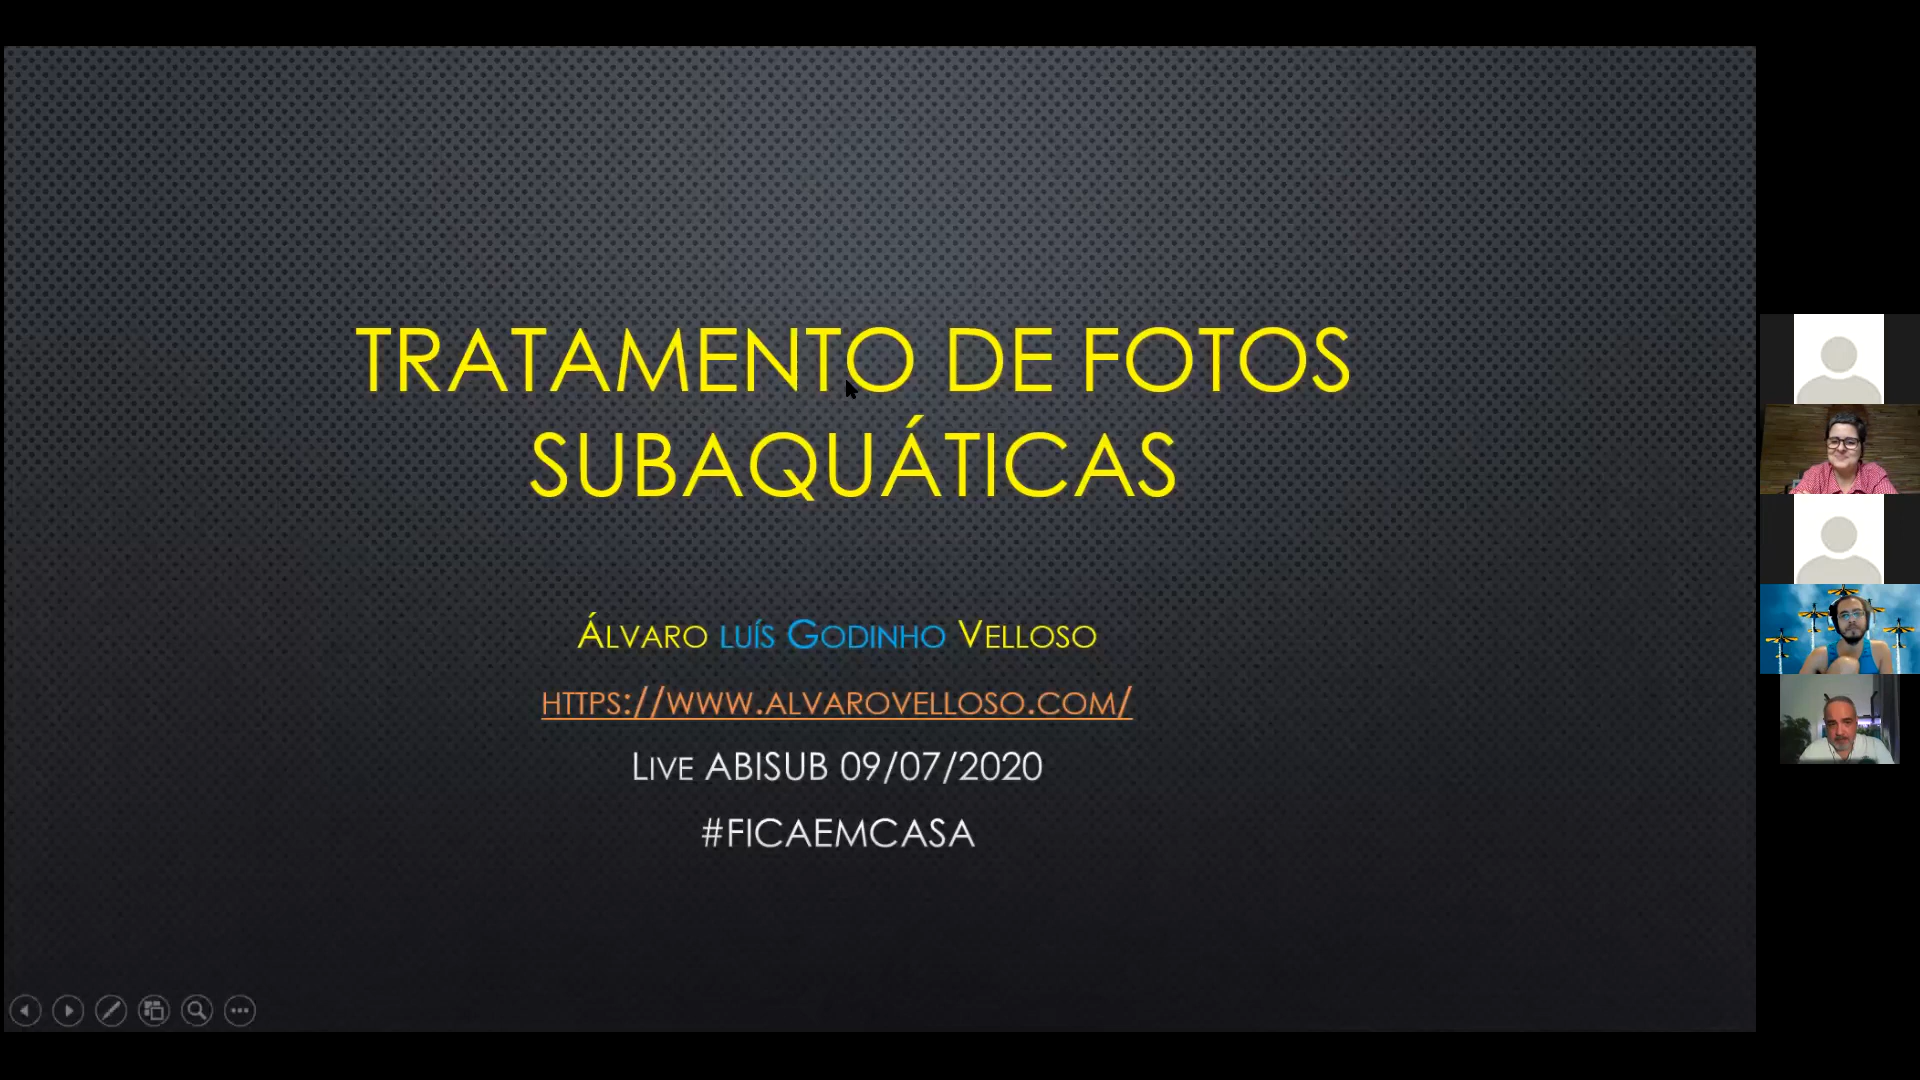 TRATAMENTO DE FOTOS
SUBAQUÁTICAS
ÁLVARO LUÍS GODINHO VELLOSO
HTTPS://WWW.ALVAROVELLOSO.COM/
LIVE ABISUB 09/07/2020
#FICAEMCASA